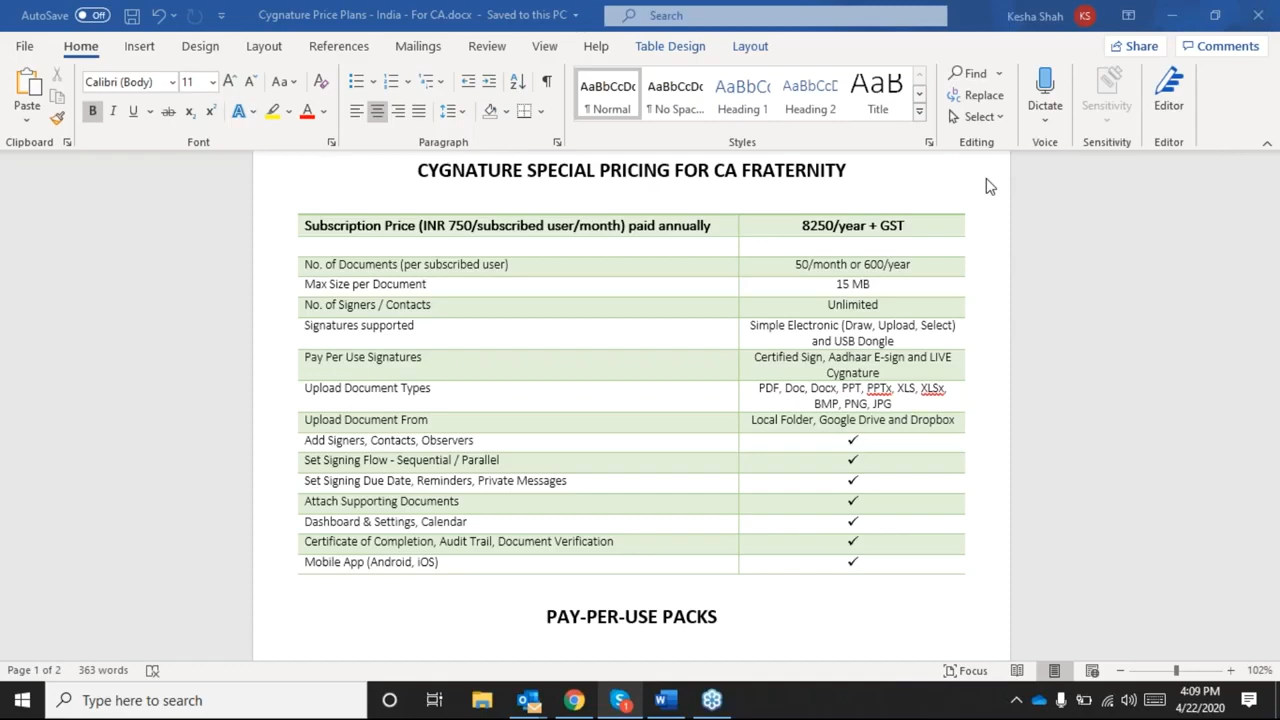 AutoSave Off Cygnature Price Plans - India - For CA.docx - Saved to this PC Search Kesha Shah KS
File Home Insert Design Layout References Mailings Review View Help Table Design Layout Share Comments
Paste Calibri (Body) 11 Aa AaBbCcDc AaBbCcDc AaBbCc AaBbCcD AaB Find Replace Select Dictate Sensitivity Editor
¶ Normal ¶ No Spac... Heading 1 Heading 2 Title
Clipboard Font Paragraph Styles Editing Voice Sensitivity Editor
CYGNATURE SPECIAL PRICING FOR CA FRATERNITY
Subscription Price (INR 750/subscribed user/month) paid annually 8250/year + GST
No. of Documents (per subscribed user) 50/month or 600/year
Max Size per Document 15 MB
No. of Signers / Contacts Unlimited
Signatures supported Simple Electronic (Draw, Upload, Select)
and USB Dongle
Pay Per Use Signatures Certified Sign, Aadhaar E-sign and LIVE
Cygnature
Upload Document Types PDF, Doc, Docx, PPT, PPTx, XLS, XLSx,
BMP, PNG, JPG
Upload Document From Local Folder, Google Drive and Dropbox
Add Signers, Contacts, Observers ✓
Set Signing Flow - Sequential / Parallel ✓
Set Signing Due Date, Reminders, Private Messages ✓
Attach Supporting Documents ✓
Dashboard & Settings, Calendar ✓
Certificate of Completion, Audit Trail, Document Verification ✓
Mobile App (Android, iOS) ✓
PAY-PER-USE PACKS
Page 1 of 2 363 words Focus 102%
Type here to search 4:09 PM
4/22/2020